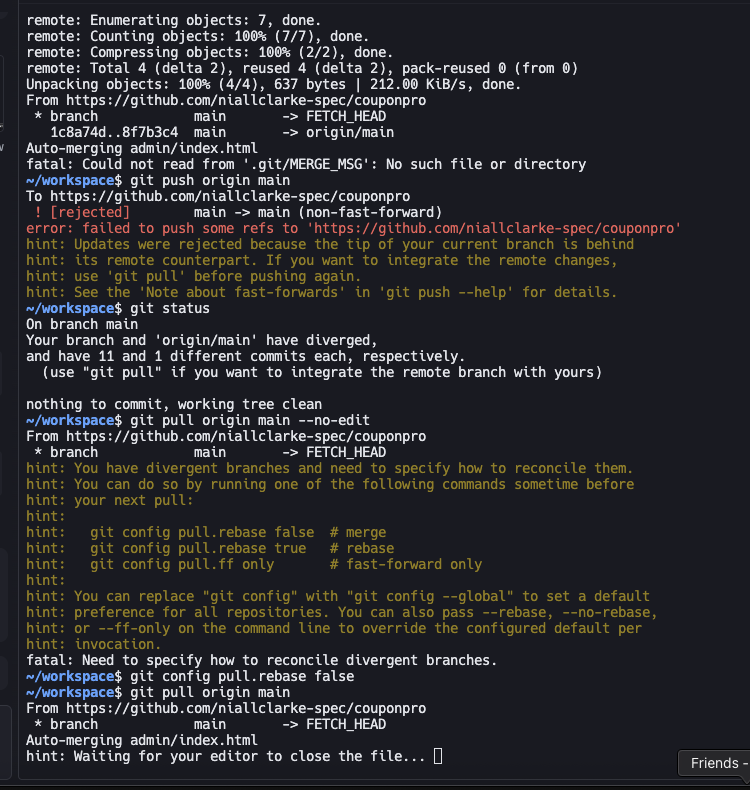 remote: Enumerating objects: 7, done.
remote: Counting objects: 100% (7/7), done.
remote: Compressing objects: 100% (2/2), done.
remote: Total 4 (delta 2), reused 4 (delta 2), pack-reused 0 (from 0)
Unpacking objects: 100% (4/4), 637 bytes | 212.00 KiB/s, done.
From https://github.com/niallclarke-spec/couponpro
 * branch            main       -> FETCH_HEAD
   1c8a74d..8f7b3c4  main       -> origin/main
Auto-merging admin/index.html
fatal: Could not read from '.git/MERGE_MSG': No such file or directory
~/workspace$ git push origin main
To https://github.com/niallclarke-spec/couponpro
 ! [rejected]        main -> main (non-fast-forward)
error: failed to push some refs to 'https://github.com/niallclarke-spec/couponpro'
hint: Updates were rejected because the tip of your current branch is behind
hint: its remote counterpart. If you want to integrate the remote changes,
hint: use 'git pull' before pushing again.
hint: See the 'Note about fast-forwards' in 'git push --help' for details.
~/workspace$ git status
On branch main
Your branch and 'origin/main' have diverged,
and have 11 and 1 different commits each, respectively.
  (use "git pull" if you want to integrate the remote branch with yours)

nothing to commit, working tree clean
~/workspace$ git pull origin main --no-edit
From https://github.com/niallclarke-spec/couponpro
 * branch            main       -> FETCH_HEAD
hint: You have divergent branches and need to specify how to reconcile them.
hint: You can do so by running one of the following commands sometime before
hint: your next pull:
hint:
hint:   git config pull.rebase false  # merge
hint:   git config pull.rebase true   # rebase
hint:   git config pull.ff only       # fast-forward only
hint:
hint: You can replace "git config" with "git config --global" to set a default
hint: preference for all repositories. You can also pass --rebase, --no-rebase,
hint: or --ff-only on the command line to override the configured default per
hint: invocation.
fatal: Need to specify how to reconcile divergent branches.
~/workspace$ git config pull.rebase false
~/workspace$ git pull origin main
From https://github.com/niallclarke-spec/couponpro
 * branch            main       -> FETCH_HEAD
Auto-merging admin/index.html
hint: Waiting for your editor to close the file...
Friends -